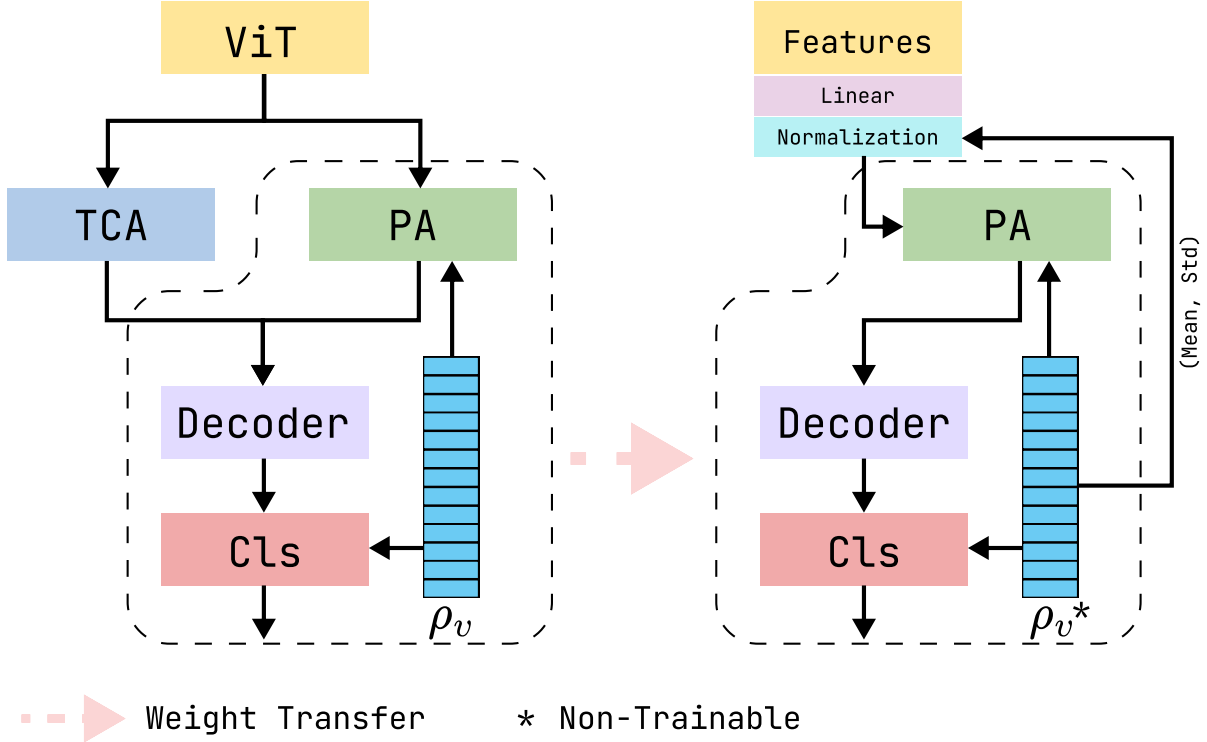 ViT
TCA
PA
Decoder
Cls
ρᵥ
Features
Linear
Normalization
PA
(Mean, Std)
Decoder
Cls
ρᵥ*
Weight Transfer
* Non-Trainable